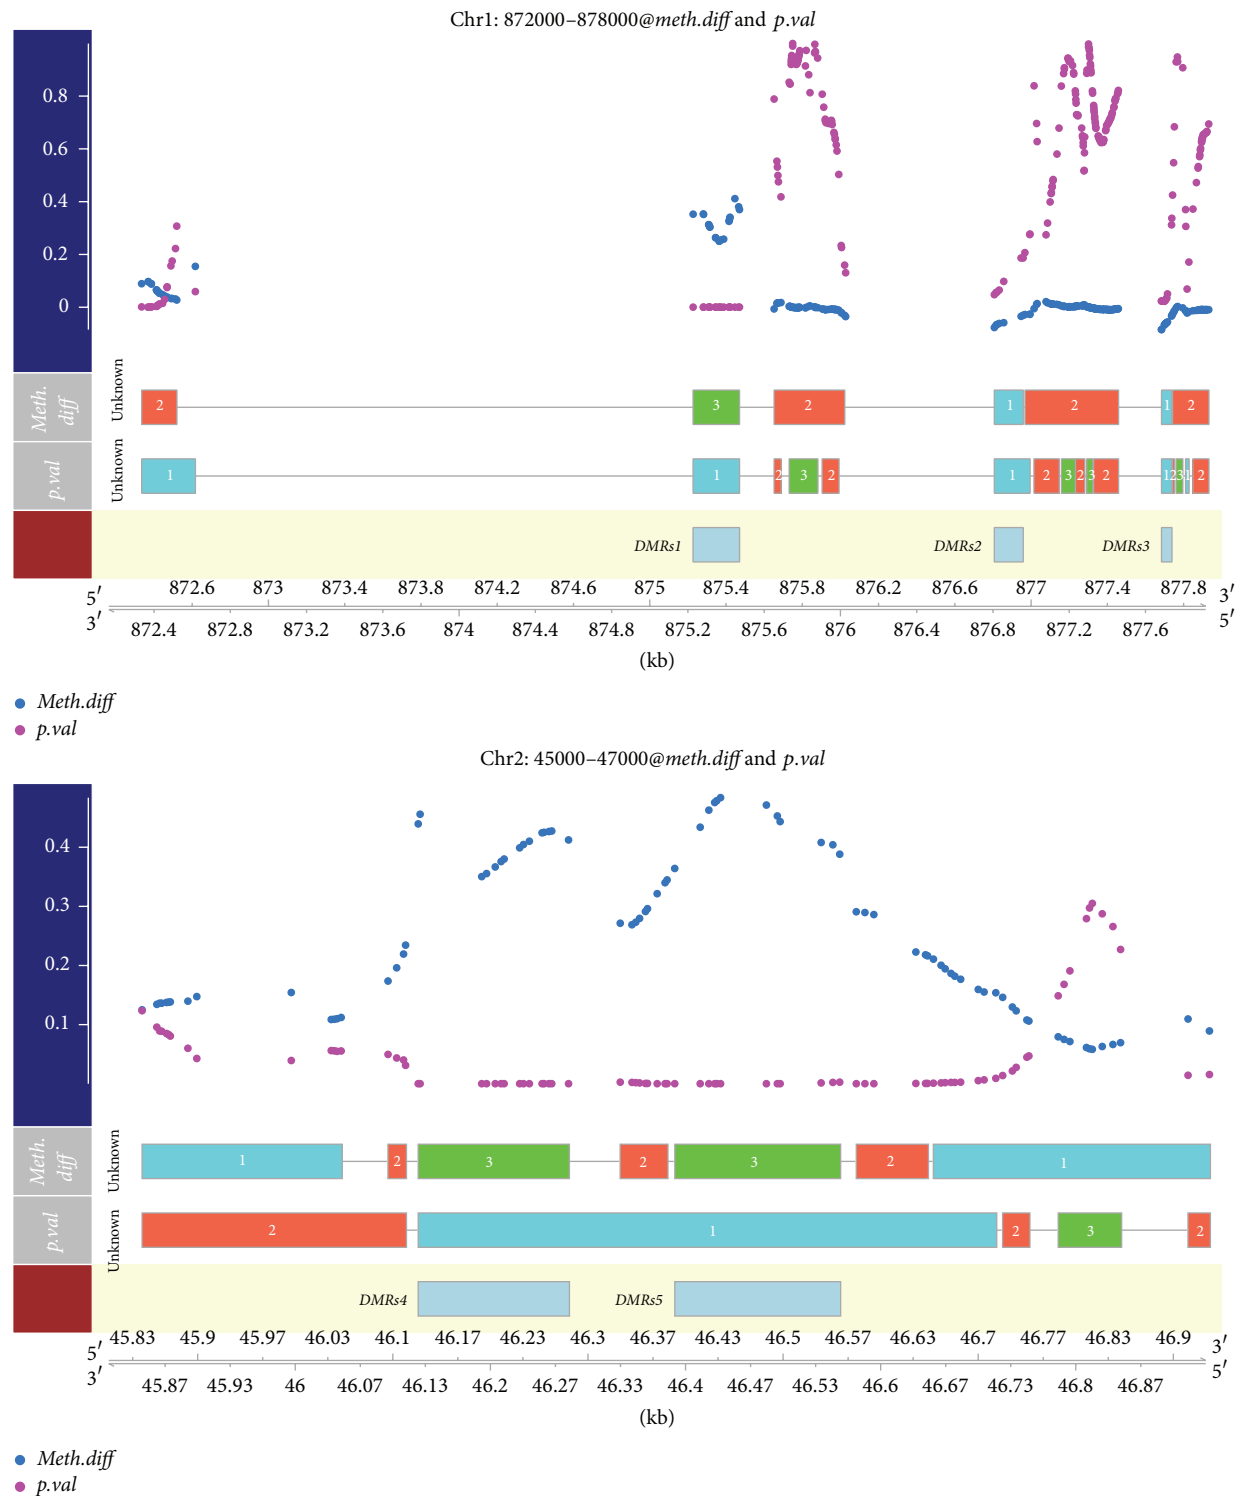 Chr1: 872000–878000@meth.diff and p.val
0.8
0.6
0.4
0.2
0
Meth. diff
Unknown
2 3 2 1 2 1 2
p.val
Unknown
1 1 2 3 2 1 2 3 2 3 2 1 2 3 1 2
DMRs1 DMRs2 DMRs3
872.6 873 873.4 873.8 874.2 874.6 875 875.4 875.8 876.2 876.6 877 877.4 877.8
5′ 3′
3′ 5′
872.4 872.8 873.2 873.6 874 874.4 874.8 875.2 875.6 876 876.4 876.8 877.2 877.6
(kb)
Meth.diff
p.val
Chr2: 45000–47000@meth.diff and p.val
0.4
0.3
0.2
0.1
Meth. diff
Unknown
1 2 3 2 3 2 1
p.val
Unknown
2 1 2 3 2
DMRs4 DMRs5
45.83 45.9 45.97 46.03 46.1 46.17 46.23 46.3 46.37 46.43 46.5 46.57 46.63 46.7 46.77 46.83 46.9
5′ 3′
3′ 5′
45.87 45.93 46 46.07 46.13 46.2 46.27 46.33 46.4 46.47 46.53 46.6 46.67 46.73 46.8 46.87
(kb)
Meth.diff
p.val